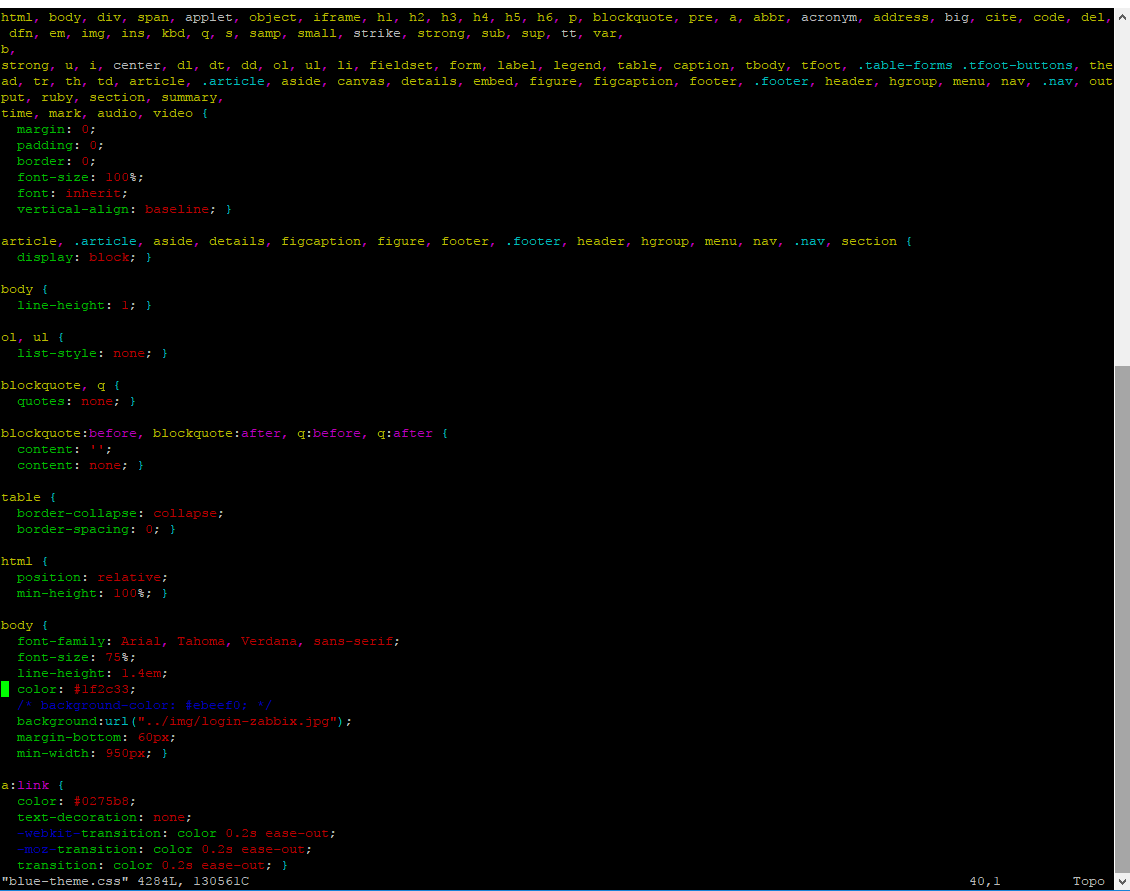 html, body, div, span, applet, object, iframe, h1, h2, h3, h4, h5, h6, p, blockquote, pre, a, abbr, acronym, address, big, cite, code, del,
 dfn, em, img, ins, kbd, q, s, samp, small, strike, strong, sub, sup, tt, var,
b,
strong, u, i, center, dl, dt, dd, ol, ul, li, fieldset, form, label, legend, table, caption, tbody, tfoot, .table-forms .tfoot-buttons, the
ad, tr, th, td, article, .article, aside, canvas, details, embed, figure, figcaption, footer, .footer, header, hgroup, menu, nav, .nav, out
put, ruby, section, summary,
time, mark, audio, video {
  margin: 0;
  padding: 0;
  border: 0;
  font-size: 100%;
  font: inherit;
  vertical-align: baseline; }

article, .article, aside, details, figcaption, figure, footer, .footer, header, hgroup, menu, nav, .nav, section {
  display: block; }

body {
  line-height: 1; }

ol, ul {
  list-style: none; }

blockquote, q {
  quotes: none; }

blockquote:before, blockquote:after, q:before, q:after {
  content: '';
  content: none; }

table {
  border-collapse: collapse;
  border-spacing: 0; }

html {
  position: relative;
  min-height: 100%; }

body {
  font-family: Arial, Tahoma, Verdana, sans-serif;
  font-size: 75%;
  line-height: 1.4em;
  color: #1f2c33;
  /* background-color: #ebeef0; */
  background:url("../img/login-zabbix.jpg");
  margin-bottom: 60px;
  min-width: 950px; }

a:link {
  color: #0275b8;
  text-decoration: none;
  -webkit-transition: color 0.2s ease-out;
  -moz-transition: color 0.2s ease-out;
  transition: color 0.2s ease-out; }
"blue-theme.css" 4284L, 130561C 40,1 Topo